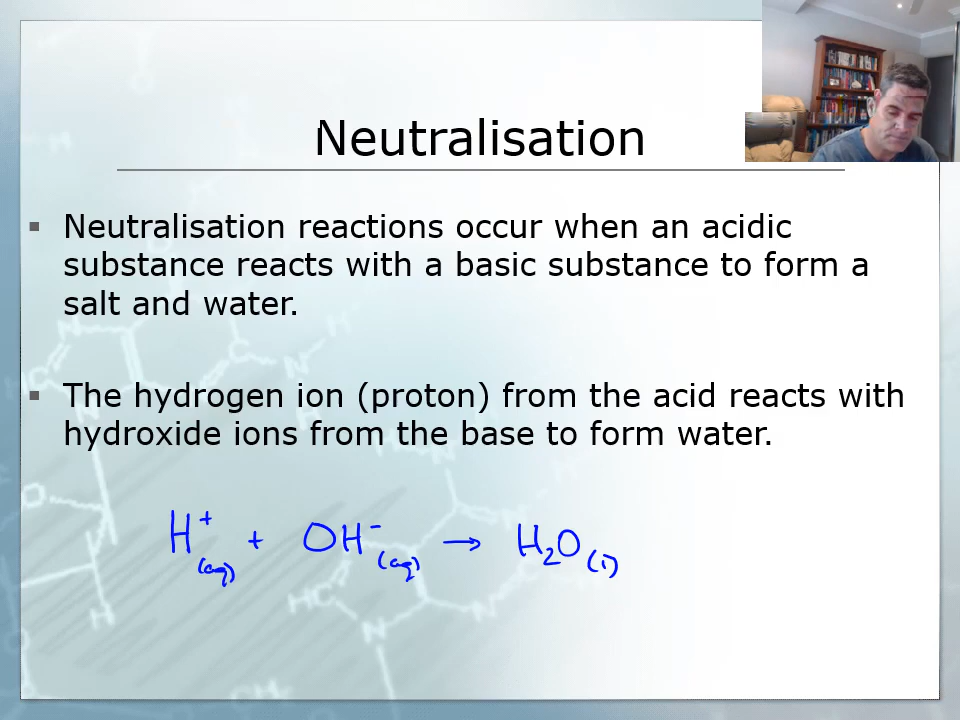 Neutralisation
▪ Neutralisation reactions occur when an acidic
substance reacts with a basic substance to form a
salt and water.
▪ The hydrogen ion (proton) from the acid reacts with
hydroxide ions from the base to form water.
H⁺(aq) + OH⁻(aq) → H₂O(l)